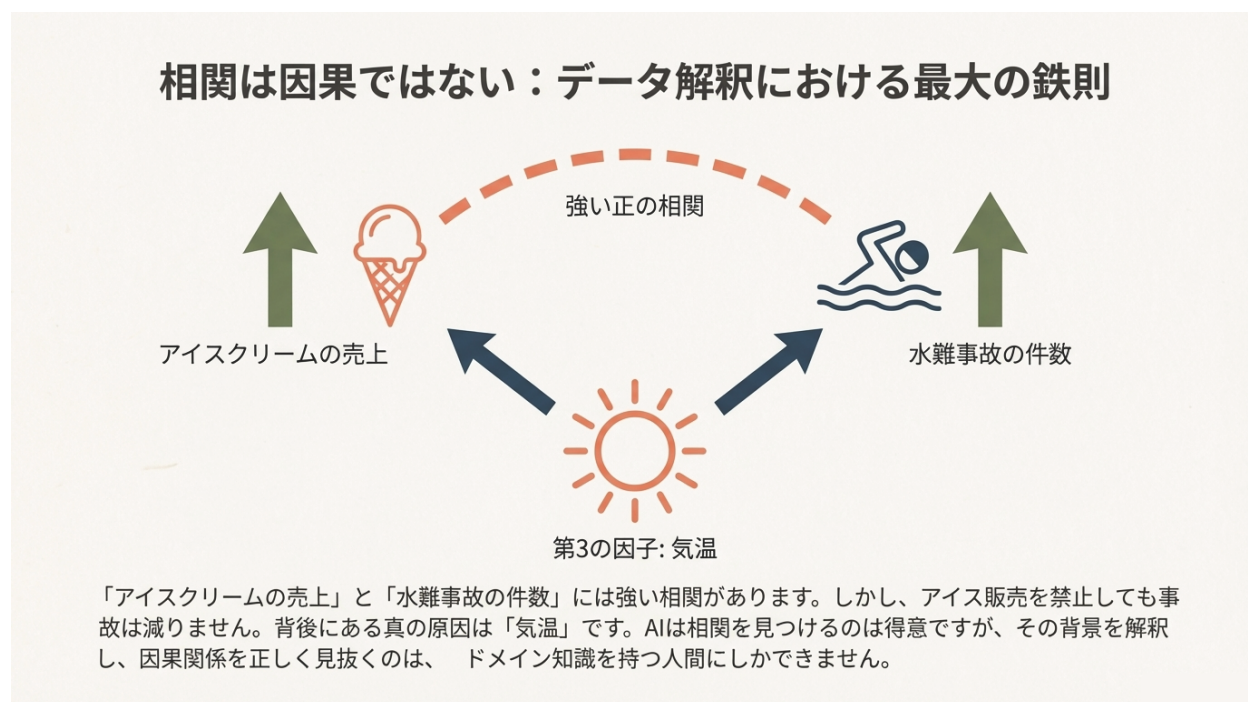 相関は因果ではない：データ解釈における最大の鉄則
強い正の相関
アイスクリームの売上
水難事故の件数
第3の因子: 気温
「アイスクリームの売上」と「水難事故の件数」には強い相関があります。しかし、アイス販売を禁止しても事
故は減りません。背後にある真の原因は「気温」です。AIは相関を見つけるのは得意ですが、その背景を解釈
し、因果関係を正しく見抜くのは、　ドメイン知識を持つ人間にしかできません。